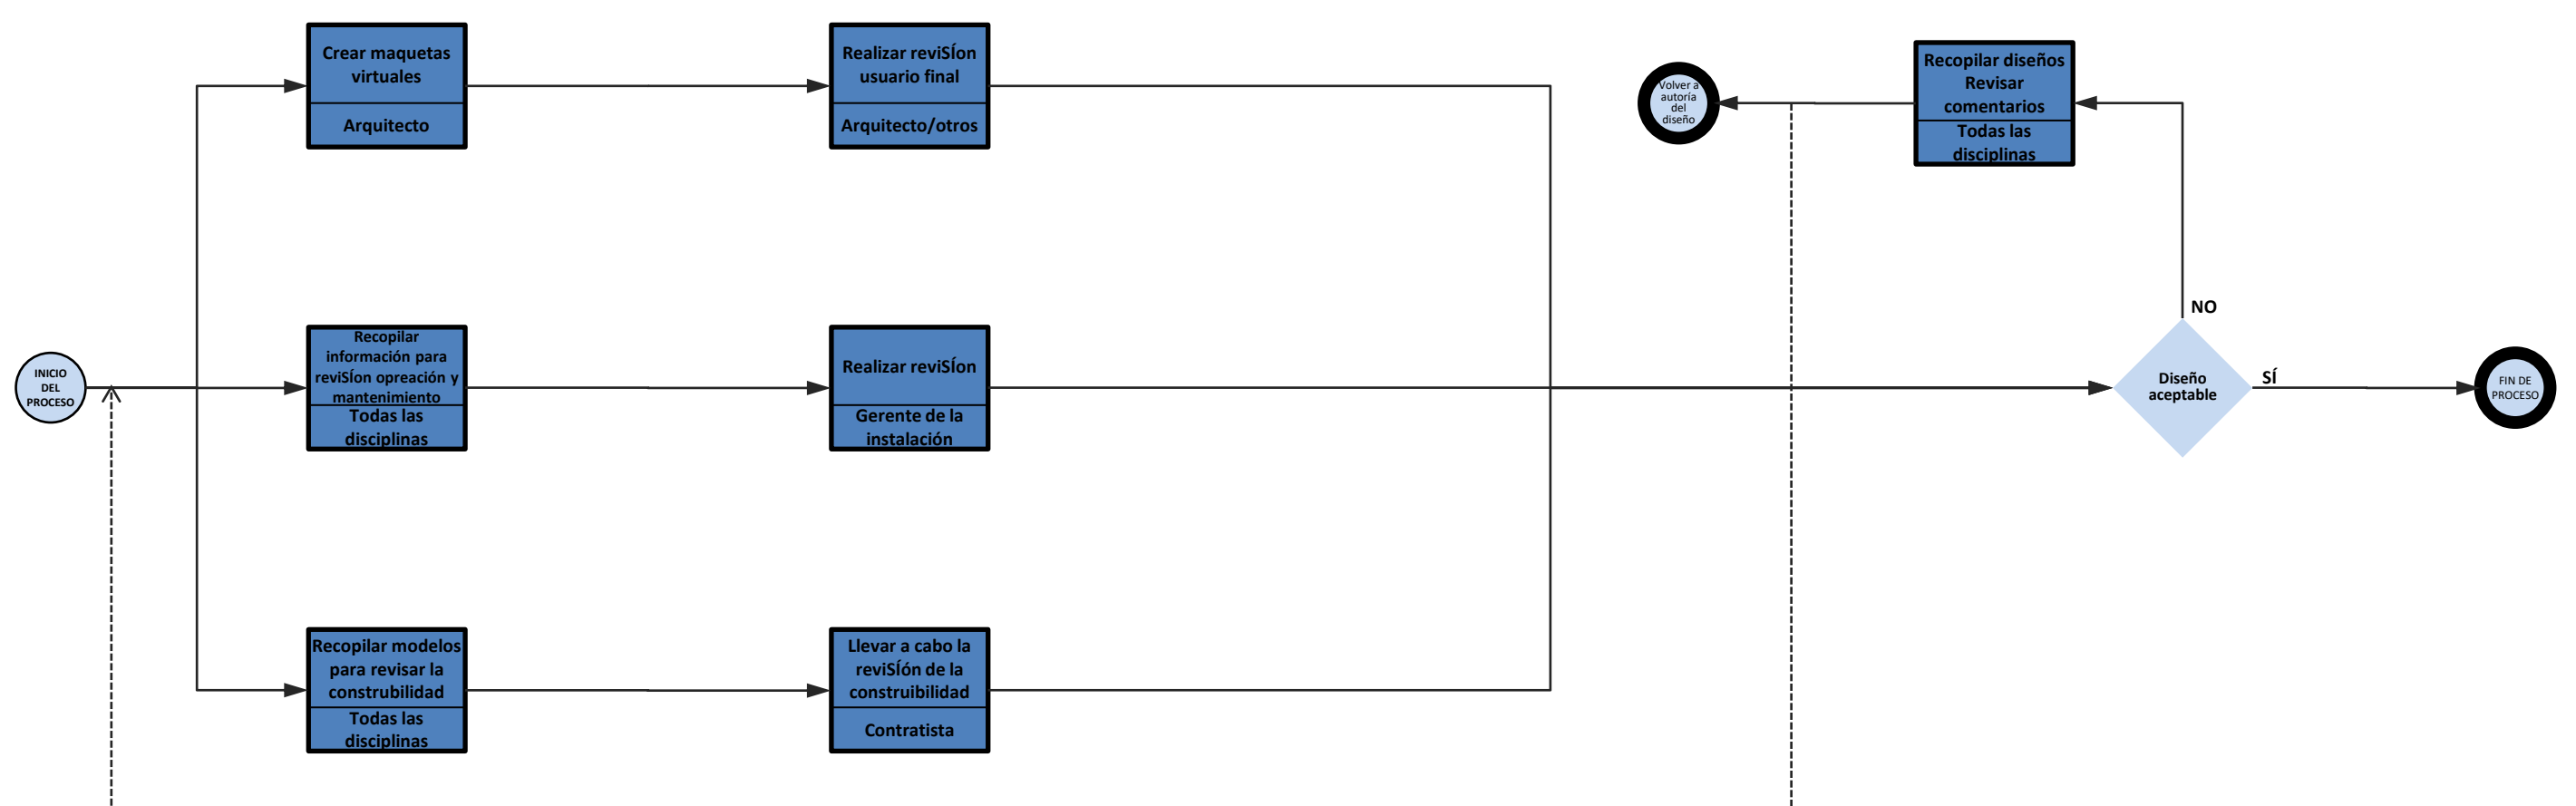 Crear maquetas
virtuales
Arquitecto
Realizar reviSÍon
usuario final
Arquitecto/otros
Volver a
autoría
del
diseño
Recopilar diseños
Revisar
comentarios
Todas las
disciplinas
NO
INICIO
DEL
PROCESO
Recopilar
información para
reviSÍon opreación y
mantenimiento
Todas las
disciplinas
Realizar reviSÍon
Gerente de la
instalación
Diseño
aceptable
SÍ
FIN DE
PROCESO
Recopilar modelos
para revisar la
construbilidad
Todas las
disciplinas
Llevar a cabo la
reviSÍón de la
construibilidad
Contratista